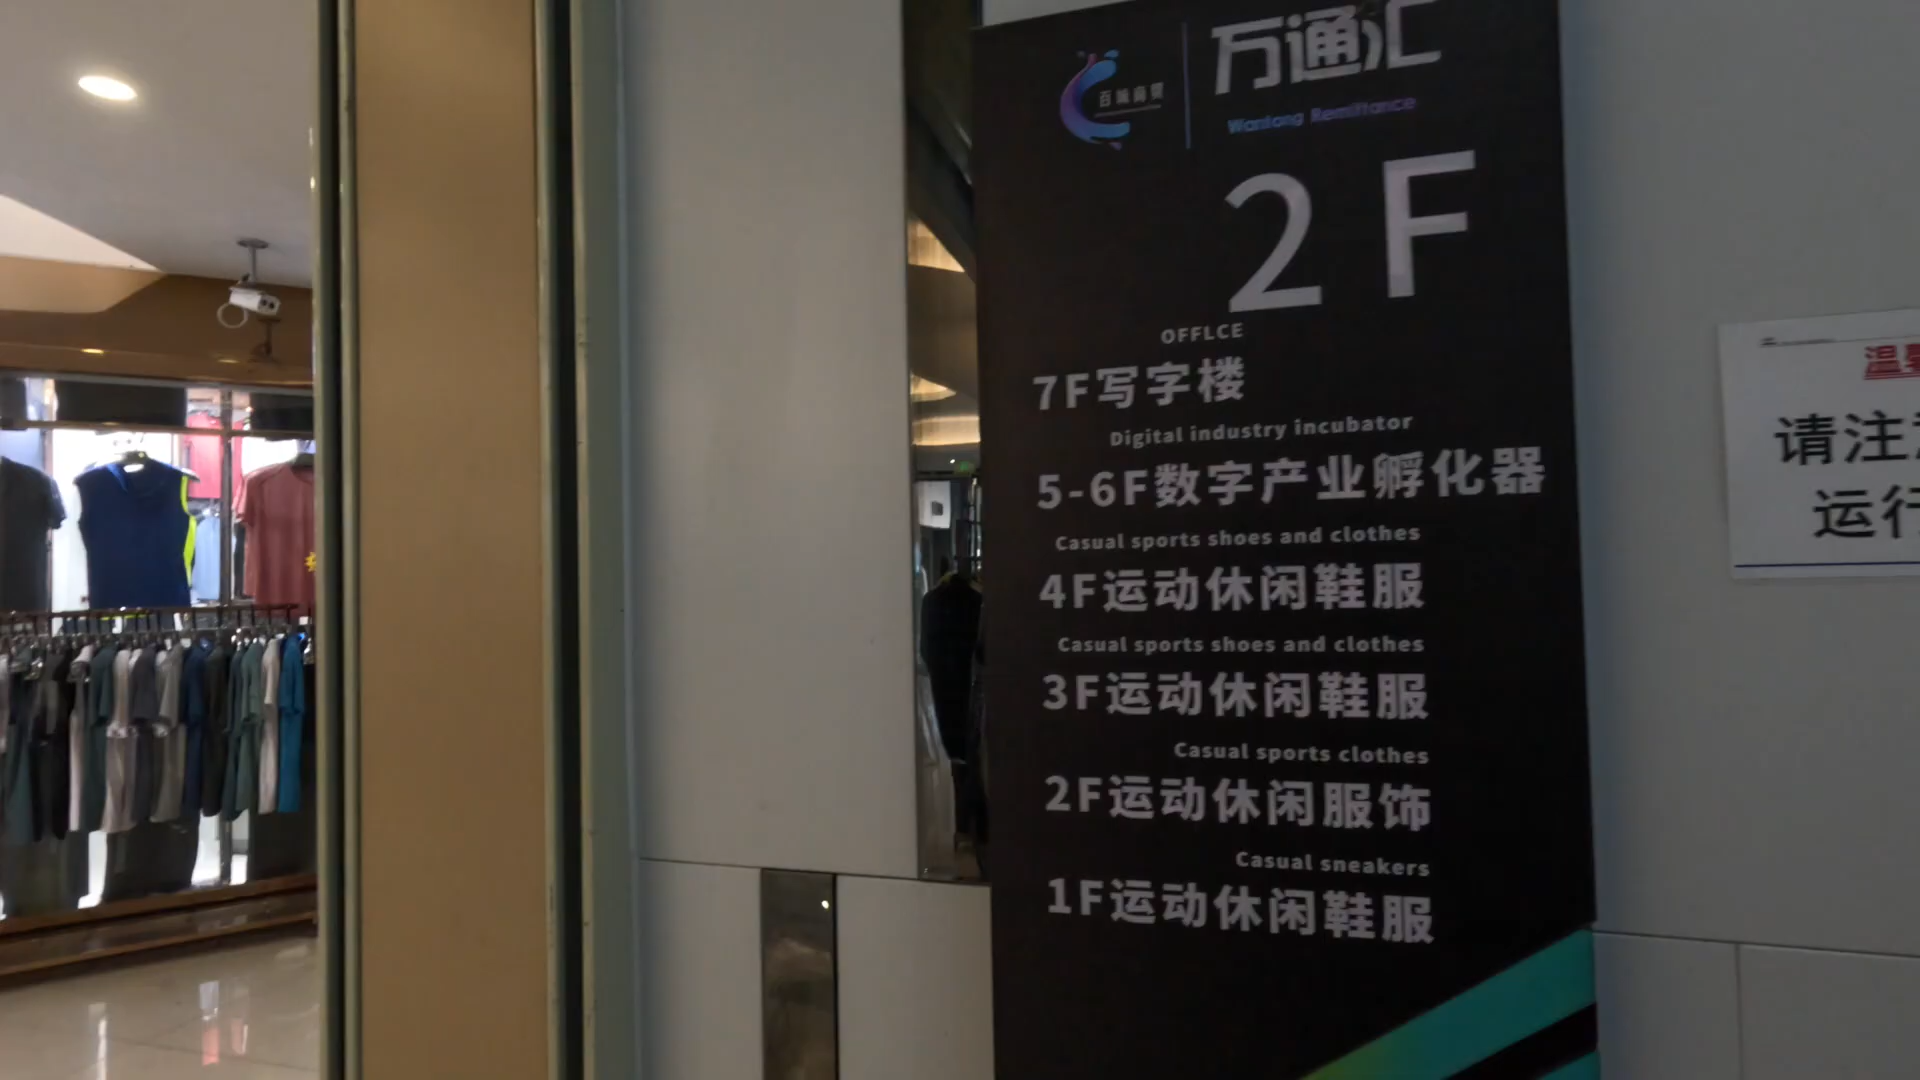 万通汇
Wantong Remittance
2F
OFFLCE
7F写字楼
Digital industry incubator
5-6F数字产业孵化器
Casual sports shoes and clothes
4F运动休闲鞋服
Casual sports shoes and clothes
3F运动休闲鞋服
Casual sports clothes
2F运动休闲服饰
Casual sneakers
1F运动休闲鞋服
温
请注
运行